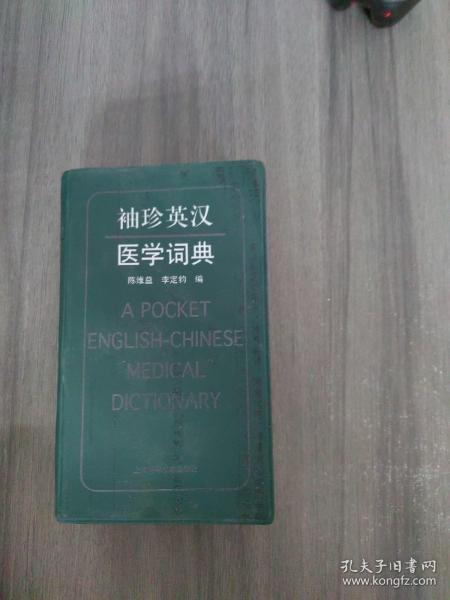 袖珍英汉
医学词典
陈维益 李定钧 编
A POCKET
ENGLISH-CHINESE
"MEDICAL"
DICTIONARY
孔夫子旧书网
www.kongfz.com